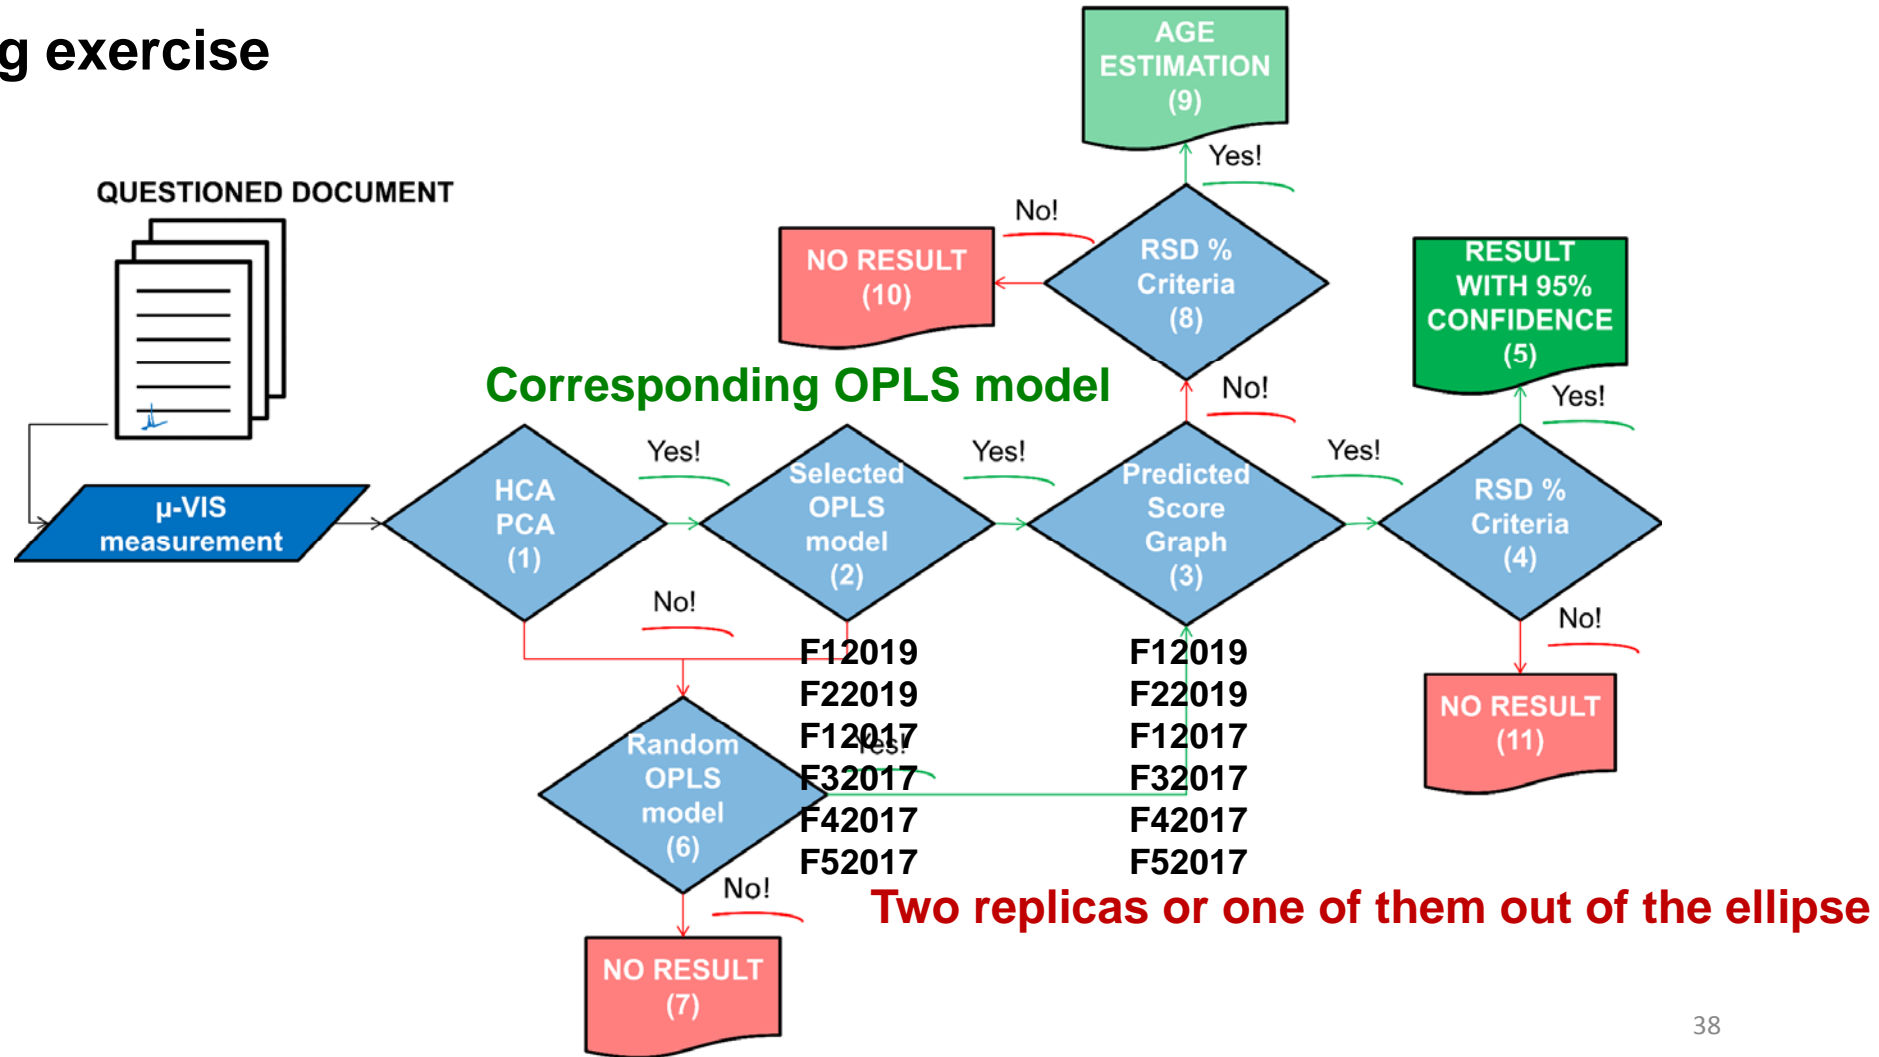 g exercise
AGE
ESTIMATION
(9)
Yes!
QUESTIONED DOCUMENT
No!
RSD %
Criteria
(8)
NO RESULT
(10)
RESULT
WITH 95%
CONFIDENCE
(5)
Corresponding OPLS model
No!
Yes!
µ-VIS
measurement
HCA
PCA
(1)
Yes!
Selected
OPLS
model
(2)
Yes!
Predicted
Score
Graph
(3)
Yes!
RSD %
Criteria
(4)
No!
No!
NO RESULT
(11)
Random
OPLS
model
(6)
Yes!
F12019
F22019
F12017
F32017
F42017
F52017
F12019
F22019
F12017
F32017
F42017
F52017
No!
Two replicas or one of them out of the ellipse
NO RESULT
(7)
38